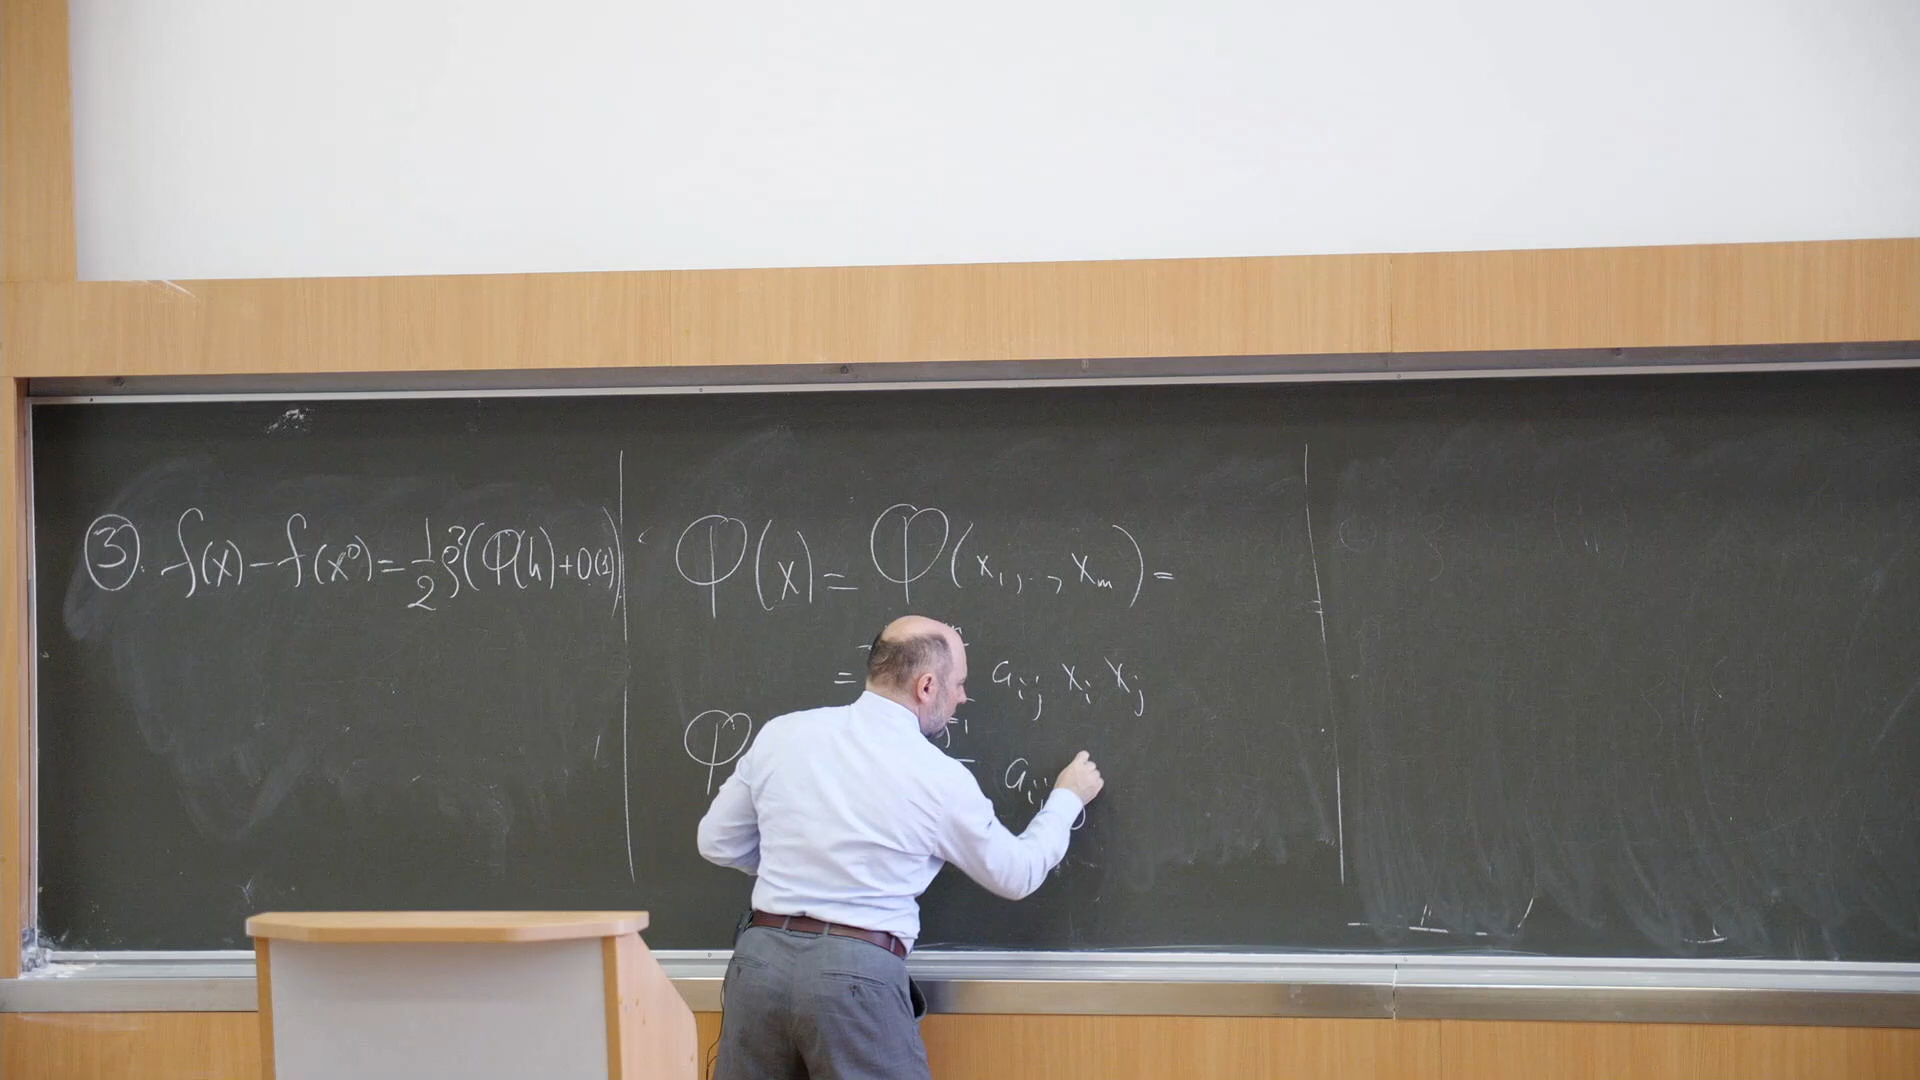 ③. f(x) – f(x⁰) = 1/2 ρ² (φ(h) + o(1))
φ(x) = φ(x₁, .., xₘ) =
= aᵢⱼ xᵢ xⱼ
φ aᵢⱼ